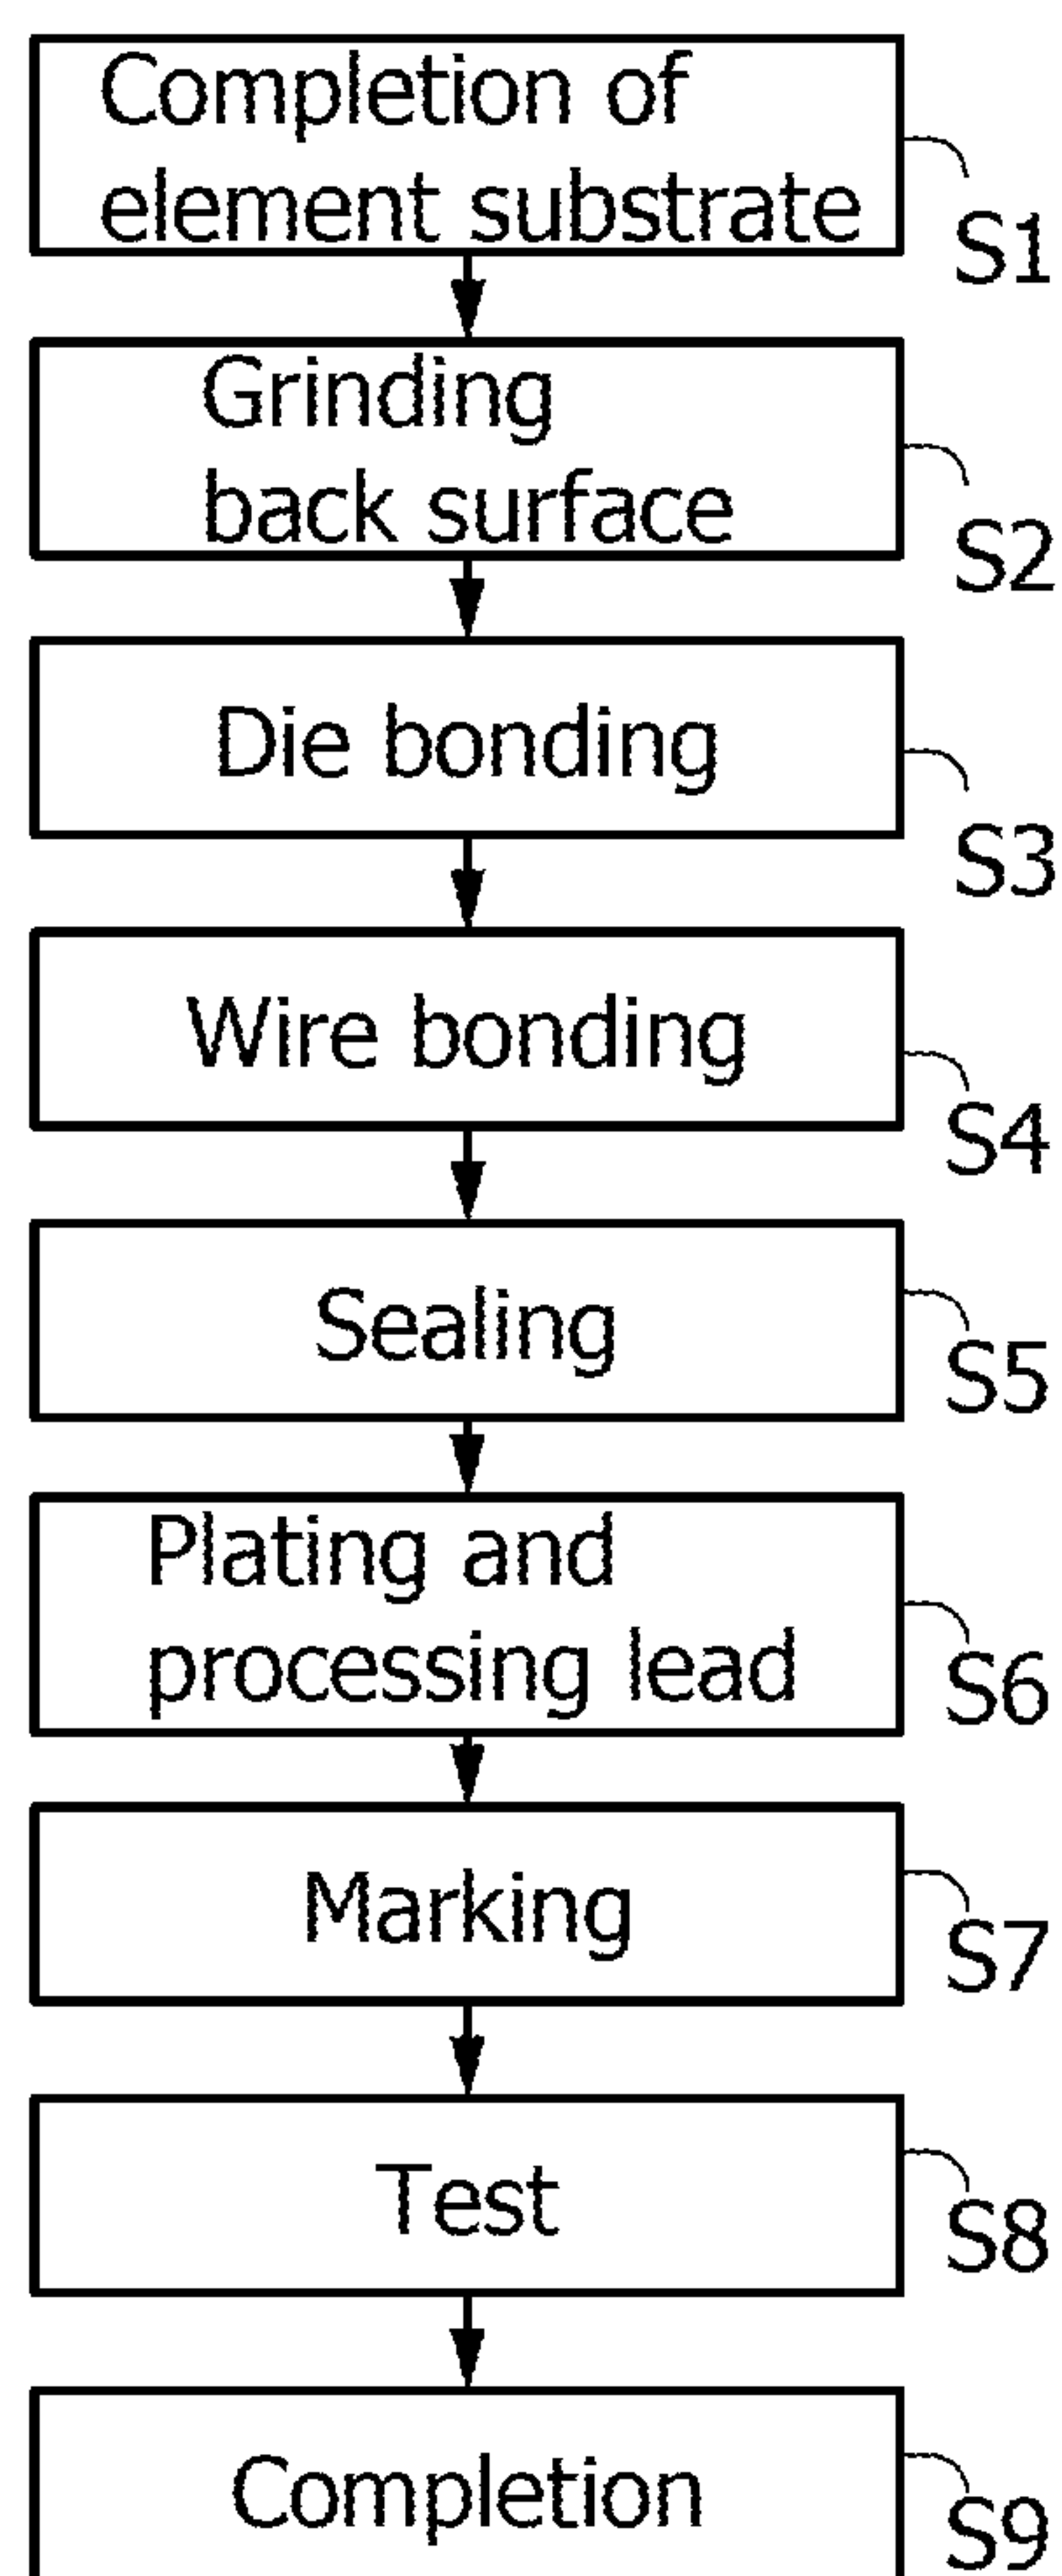 Completion of
element substrate
S1
Grinding
back surface
S2
Die bonding
S3
Wire bonding
S4
Sealing
S5
Plating and
processing lead
S6
Marking
S7
Test
S8
Completion
S9